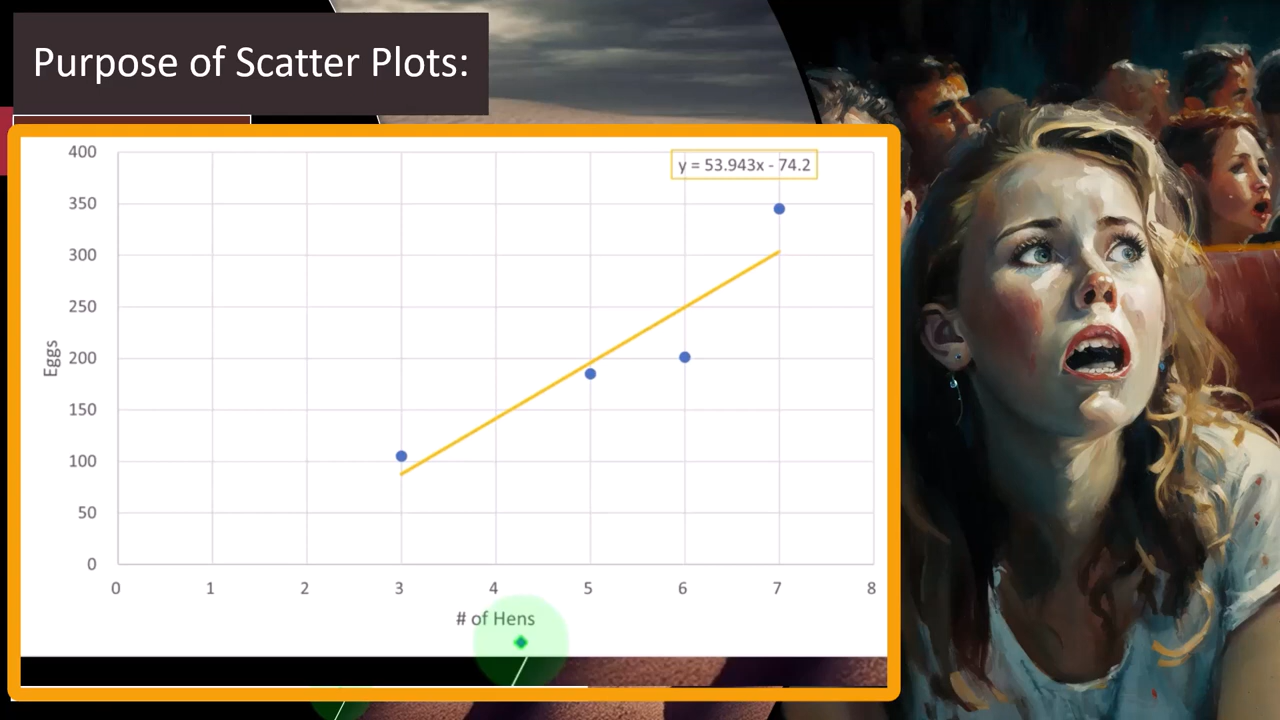 Purpose of Scatter Plots:
y = 53.943x - 74.2
400
350
300
250
200
150
100
50
0
Eggs
0 1 2 3 4 5 6 7 8
# of Hens